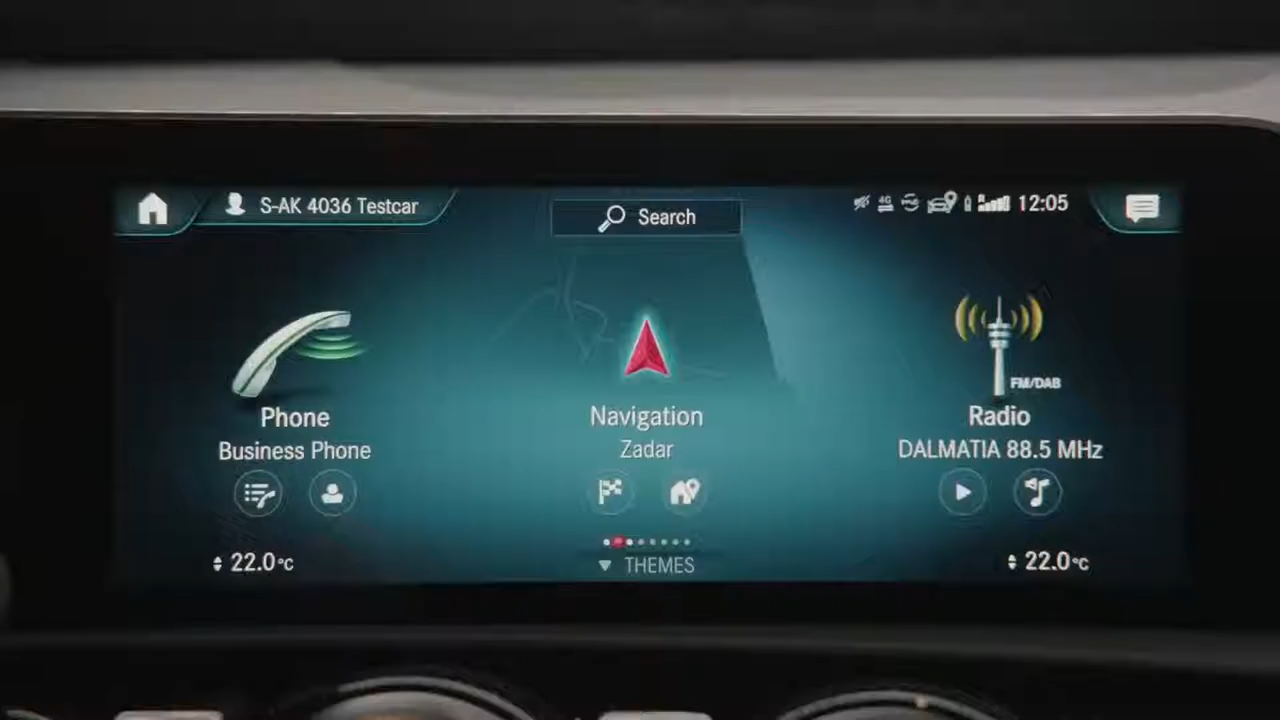 S-AK 4036 Testcar
Search
4G
12:05
FM/DAB
Phone
Navigation
Radio
Business Phone
Zadar
DALMATIA 88.5 MHz
22.0°C
THEMES
22.0°C